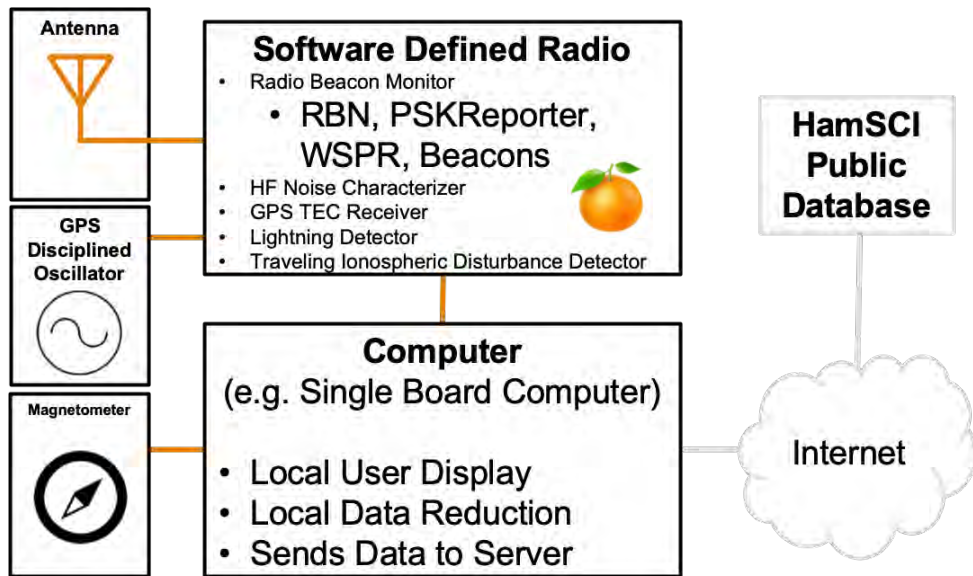 Antenna
GPS
Disciplined
Oscillator
Magnetometer
Software Defined Radio
• Radio Beacon Monitor
• RBN, PSKReporter,
WSPR, Beacons
• HF Noise Characterizer
• GPS TEC Receiver
• Lightning Detector
• Traveling Ionospheric Disturbance Detector
Computer
(e.g. Single Board Computer)
• Local User Display
• Local Data Reduction
• Sends Data to Server
HamSCI
Public
Database
Internet